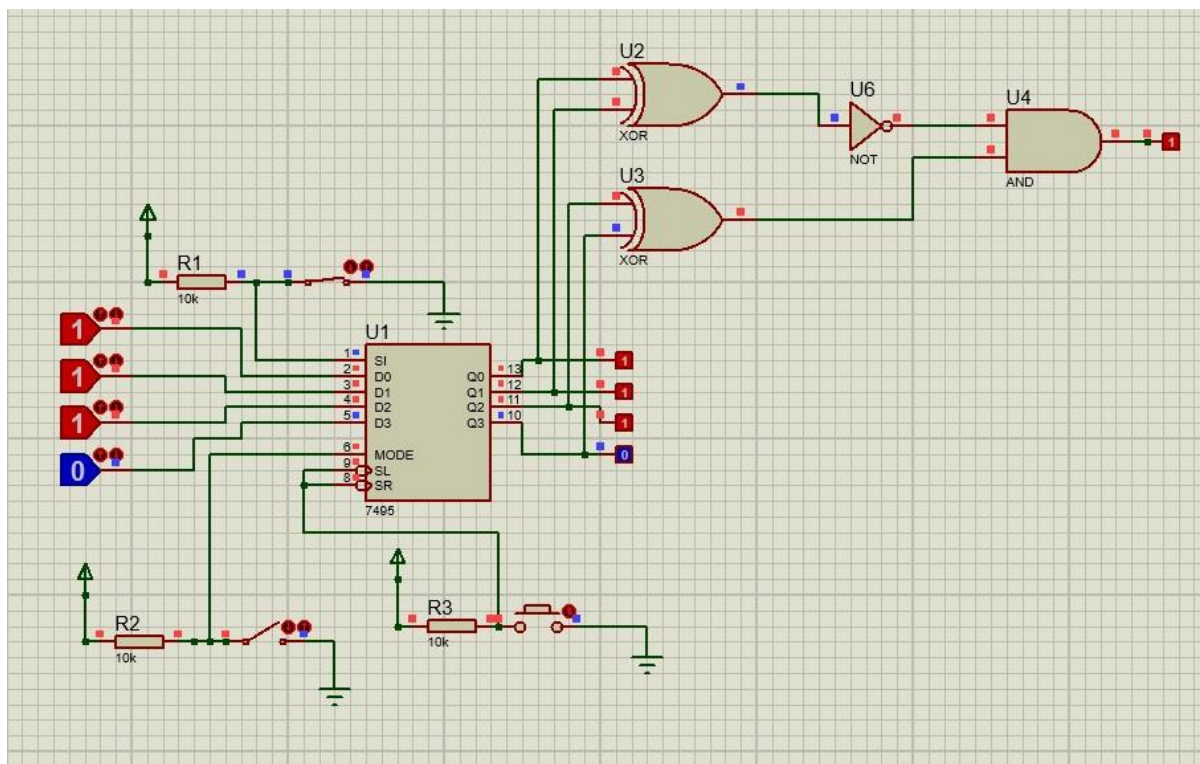 U2
XOR
U6
NOT
U4
AND
1
U3
XOR
R1
10k
1
1
1
0
U1
1 SI
2 D0
3 D1
4 D2
5 D3
6 MODE
9 SL
8 SR
Q0 13
Q1 12
Q2 11
Q3 10
7495
1
1
1
0
R2
10k
R3
10k